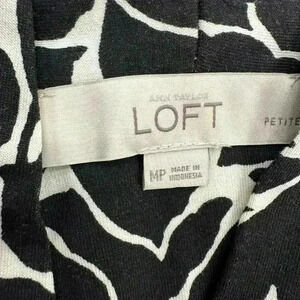 ANN TAYLOR
LOFT
PETITE
MP
MADE IN
INDONESIA